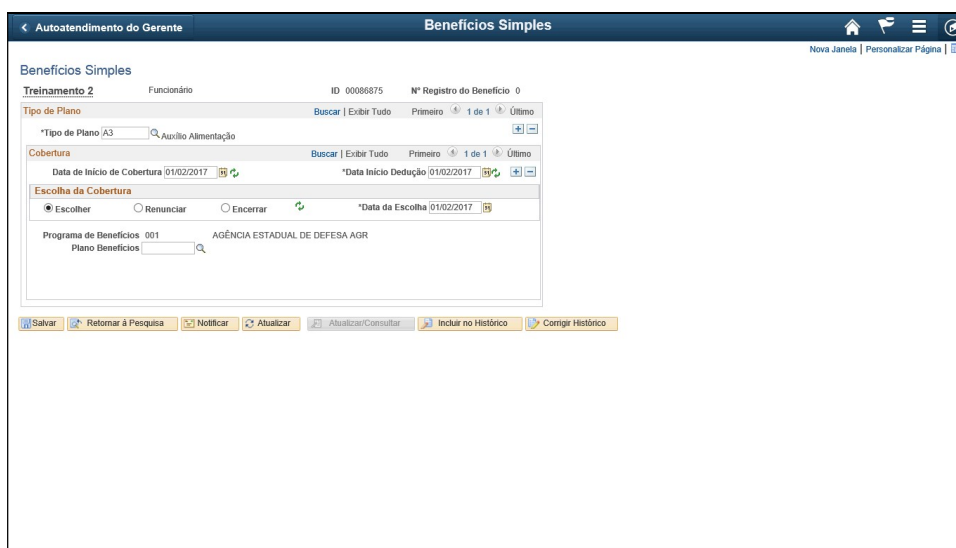 Autoatendimento do Gerente Benefícios Simples
Nova Janela | Personalizar Página |
Benefícios Simples
Treinamento 2 Funcionário ID 00086875 Nº Registro do Benefício 0
Tipo de Plano Buscar | Exibir Tudo Primeiro 1 de 1 Último
*Tipo de Plano A3 Auxílio Alimentação
Cobertura Buscar | Exibir Tudo Primeiro 1 de 1 Último
Data de Início de Cobertura 01/02/2017 *Data Início Dedução 01/02/2017
Escolha da Cobertura
Escolher Renunciar Encerrar *Data da Escolha 01/02/2017
Programa de Benefícios 001 AGÊNCIA ESTADUAL DE DEFESA AGR
Plano Benefícios
Salvar Retornar à Pesquisa Notificar Atualizar Atualizar/Consultar Incluir no Histórico Corrigir Histórico